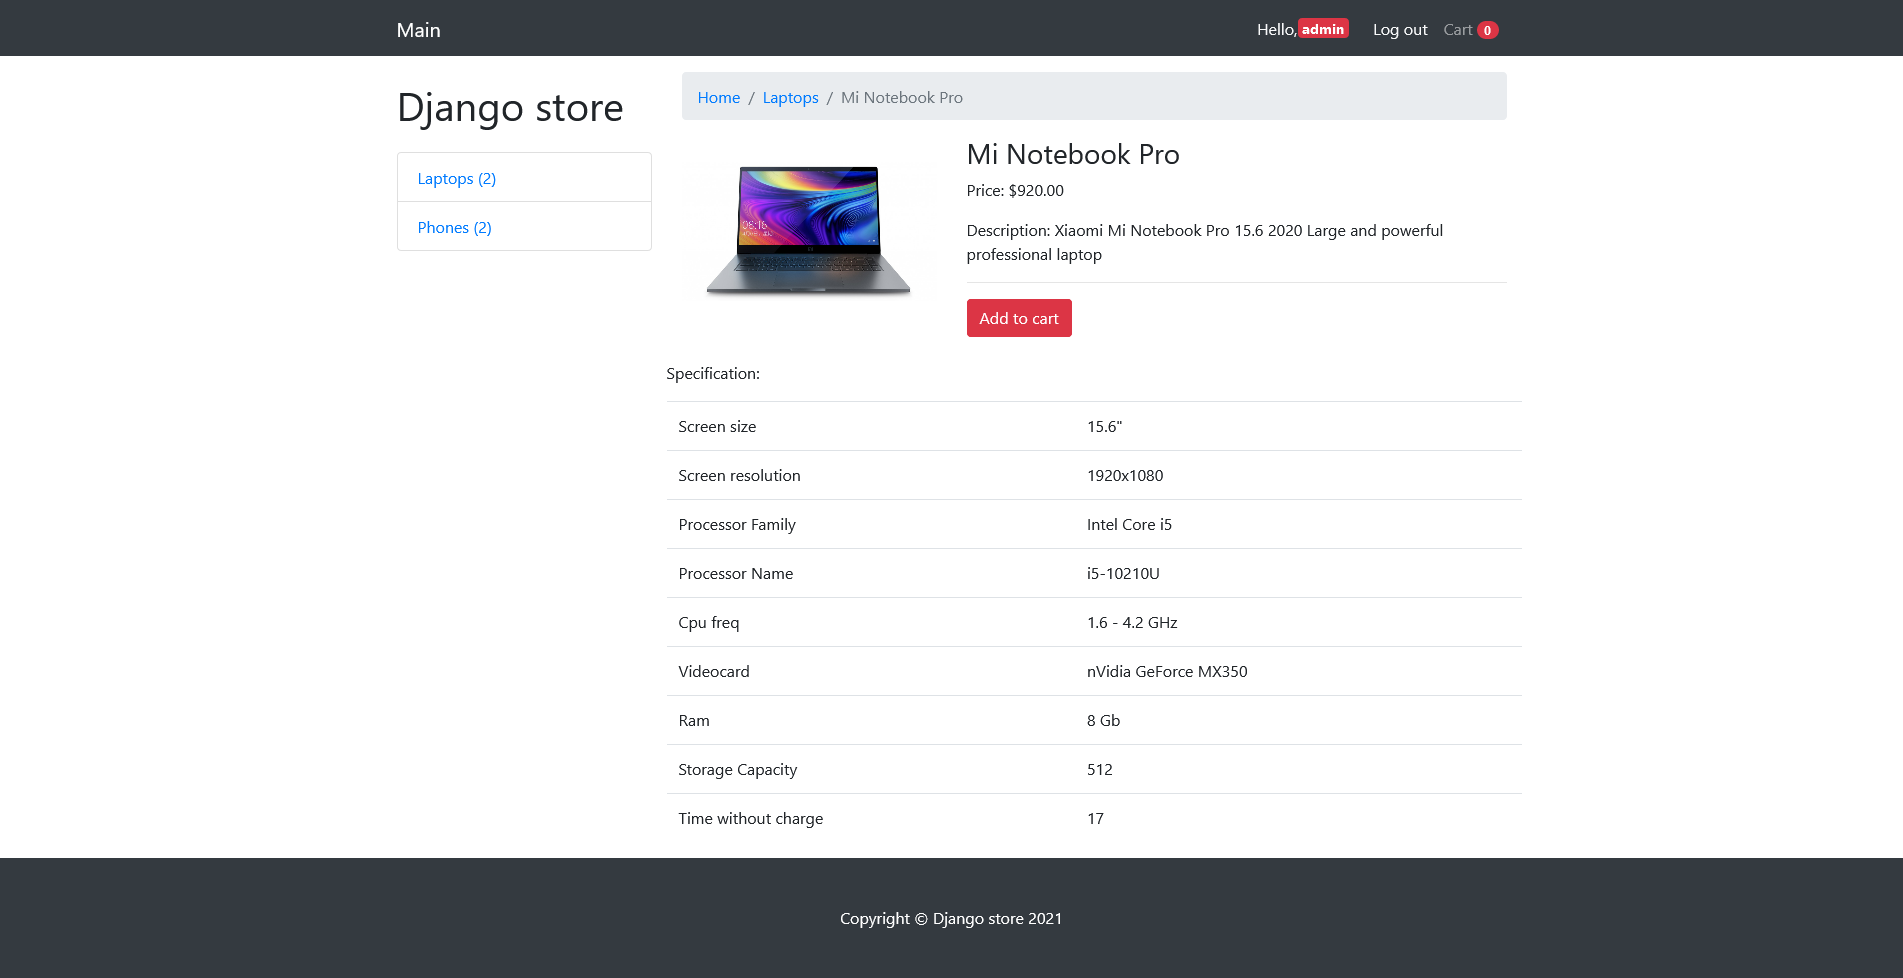 Main
Hello, admin
Log out
Cart 0
Django store
Laptops (2)
Phones (2)
Home / Laptops / Mi Notebook Pro
08:16
Mi Notebook Pro
Price: $920.00
Description: Xiaomi Mi Notebook Pro 15.6 2020 Large and powerful
professional laptop
Add to cart
Specification:
Screen size 15.6"
Screen resolution 1920x1080
Processor Family Intel Core i5
Processor Name i5-10210U
Cpu freq 1.6 - 4.2 GHz
Videocard nVidia GeForce MX350
Ram 8 Gb
Storage Capacity 512
Time without charge 17
Copyright © Django store 2021